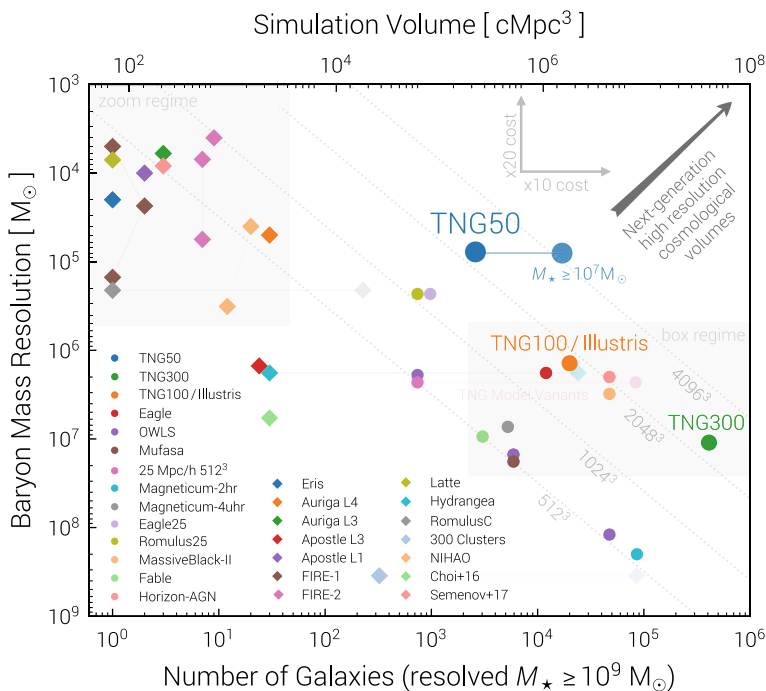 Simulation Volume [ cMpc³ ]
10² 10⁴ 10⁶ 10⁸
10³
10⁴
10⁵
10⁶
10⁷
10⁸
10⁹
Baryon Mass Resolution [ M⊙ ]
zoom regime
x20 cost
x10 cost
Next-generation
high resolution
cosmological
volumes
TNG50
M⋆ ≥ 10⁷ M⊙
box regime
TNG100 / Illustris
TNG Model Variants
TNG300
4096³
2048³
1024³
512³
TNG50
TNG300
TNG100 / Illustris
Eagle
OWLS
Mufasa
25 Mpc/h 512³
Magneticum-2hr
Magneticum-4uhr
Eagle25
Romulus25
MassiveBlack-II
Fable
Horizon-AGN
Eris
Auriga L4
Auriga L3
Apostle L3
Apostle L1
FIRE-1
FIRE-2
Latte
Hydrangea
RomulusC
300 Clusters
NIHAO
Choi+16
Semenov+17
10⁰ 10¹ 10² 10³ 10⁴ 10⁵ 10⁶
Number of Galaxies (resolved M⋆ ≥ 10⁹ M⊙)